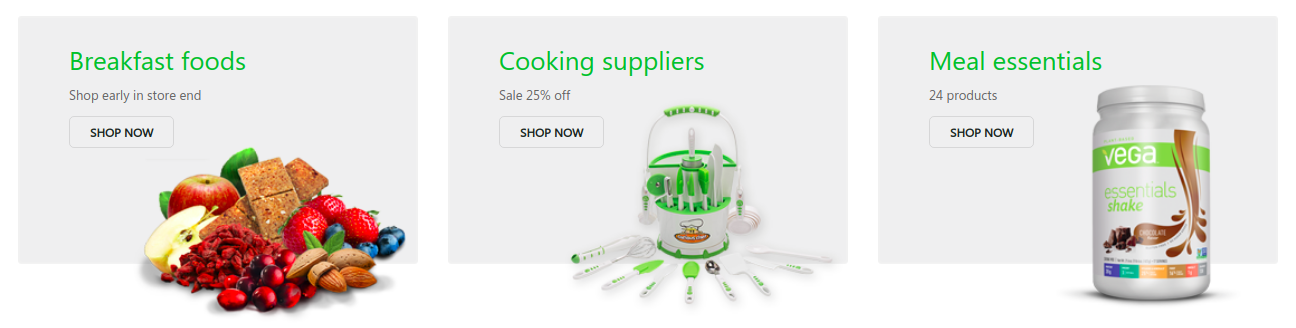 Breakfast foods
Shop early in store end
SHOP NOW
Cooking suppliers
Sale 25% off
SHOP NOW
Meal essentials
24 products
SHOP NOW
vega
essentials
shake
CHOCOLATE